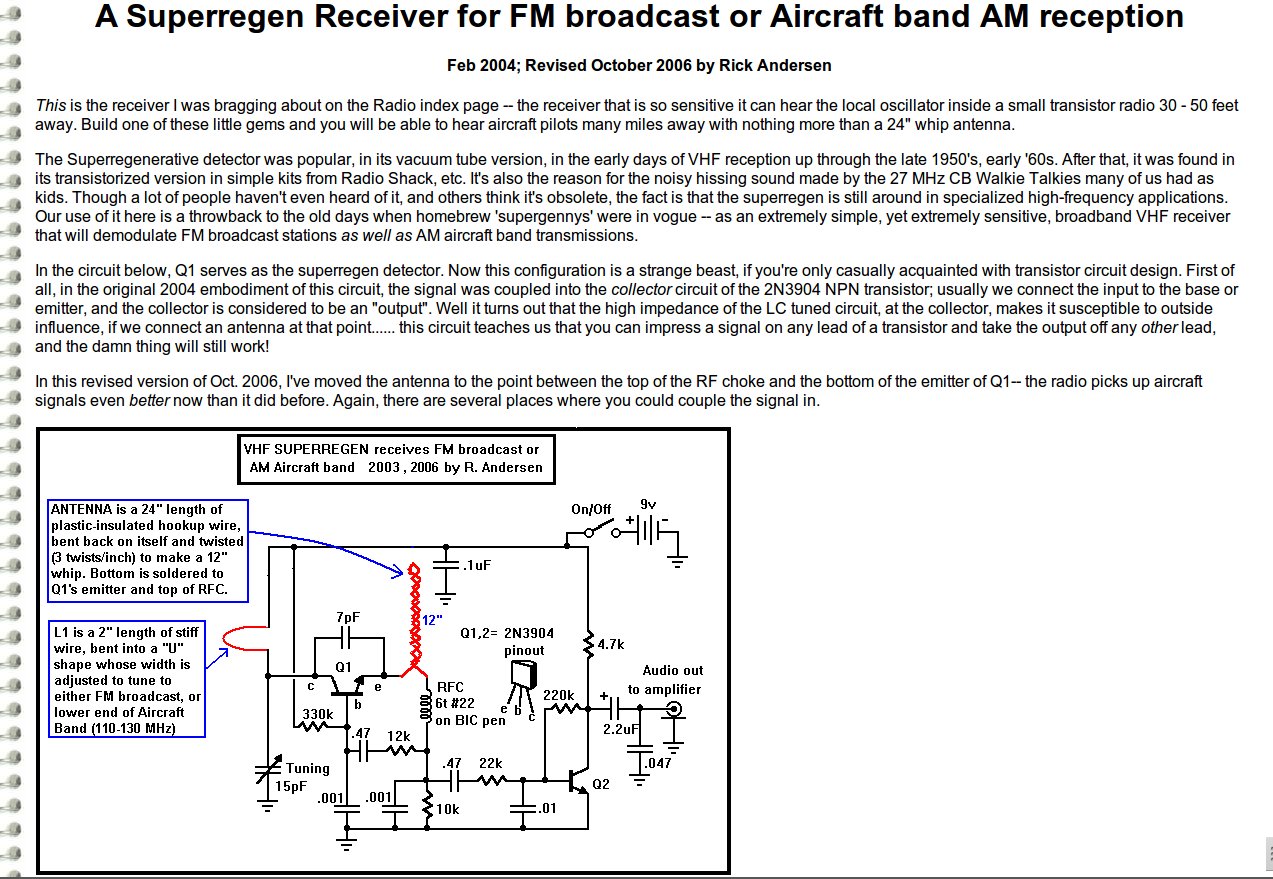 A Superregen Receiver for FM broadcast or Aircraft band AM reception
Feb 2004; Revised October 2006 by Rick Andersen
This is the receiver I was bragging about on the Radio index page -- the receiver that is so sensitive it can hear the local oscillator inside a small transistor radio 30 - 50 feet
away. Build one of these little gems and you will be able to hear aircraft pilots many miles away with nothing more than a 24" whip antenna.
The Superregenerative detector was popular, in its vacuum tube version, in the early days of VHF reception up through the late 1950's, early '60s. After that, it was found in
its transistorized version in simple kits from Radio Shack, etc. It's also the reason for the noisy hissing sound made by the 27 MHz CB Walkie Talkies many of us had as
kids. Though a lot of people haven't even heard of it, and others think it's obsolete, the fact is that the superregen is still around in specialized high-frequency applications.
Our use of it here is a throwback to the old days when homebrew 'supergennys' were in vogue -- as an extremely simple, yet extremely sensitive, broadband VHF receiver
that will demodulate FM broadcast stations as well as AM aircraft band transmissions.
In the circuit below, Q1 serves as the superregen detector. Now this configuration is a strange beast, if you're only casually acquainted with transistor circuit design. First of
all, in the original 2004 embodiment of this circuit, the signal was coupled into the collector circuit of the 2N3904 NPN transistor; usually we connect the input to the base or
emitter, and the collector is considered to be an "output". Well it turns out that the high impedance of the LC tuned circuit, at the collector, makes it susceptible to outside
influence, if we connect an antenna at that point...... this circuit teaches us that you can impress a signal on any lead of a transistor and take the output off any other lead,
and the damn thing will still work!
In this revised version of Oct. 2006, I've moved the antenna to the point between the top of the RF choke and the bottom of the emitter of Q1-- the radio picks up aircraft
signals even better now than it did before. Again, there are several places where you could couple the signal in.
VHF SUPERREGEN receives FM broadcast or
AM Aircraft band 2003 , 2006 by R. Andersen
ANTENNA is a 24" length of
plastic-insulated hookup wire,
bent back on itself and twisted
(3 twists/inch) to make a 12"
whip. Bottom is soldered to
Q1's emitter and top of RFC.
On/Off
9v
+
-
.1uF
7pF
12"
L1 is a 2" length of stiff
wire, bent into a "U"
shape whose width is
adjusted to tune to
either FM broadcast, or
lower end of Aircraft
Band (110-130 MHz)
Q1,2= 2N3904
pinout
4.7k
Q1
c
e
b
Audio out
to amplifier
RFC
6t #22
on BIC pen
e b c
220k
+
2.2uF
330k
.47
12k
.47
22k
.047
Tuning
15pF
Q2
.001
.001
10k
.01